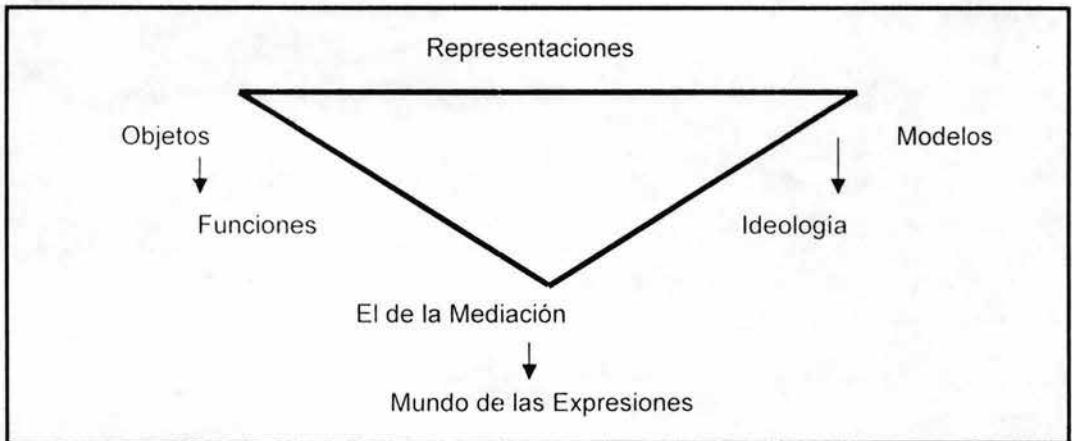 Representaciones
Objetos
Modelos
Funciones
Ideología
El de la Mediación
Mundo de las Expresiones